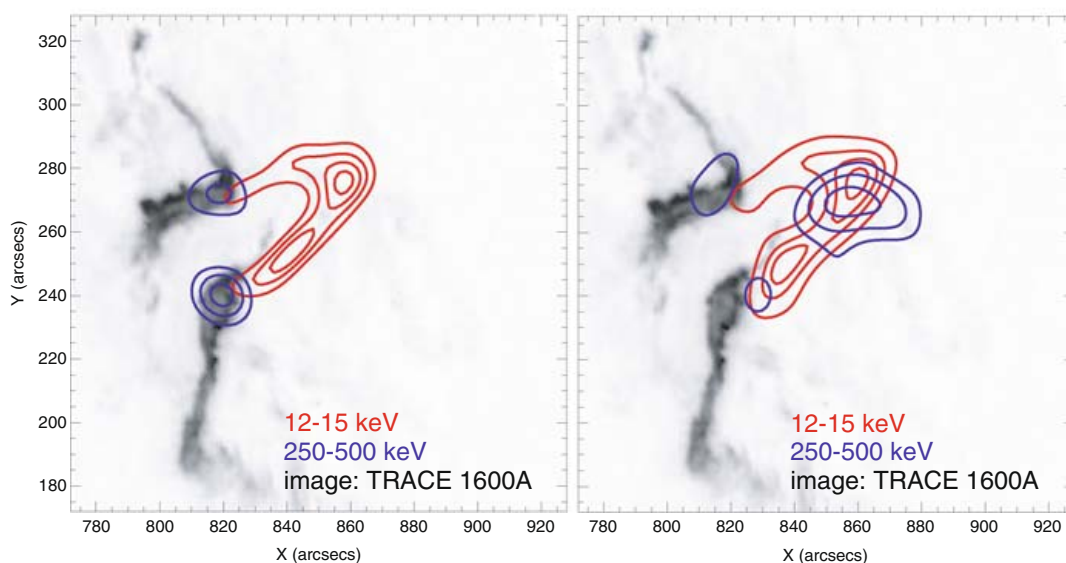 320
300
280
260
240
220
200
180
Y (arcsecs)
12-15 keV
250-500 keV
image: TRACE 1600A
780 800 820 840 860 880 900 920
X (arcsecs)
12-15 keV
250-500 keV
image: TRACE 1600A
780 800 820 840 860 880 900 920
X (arcsecs)